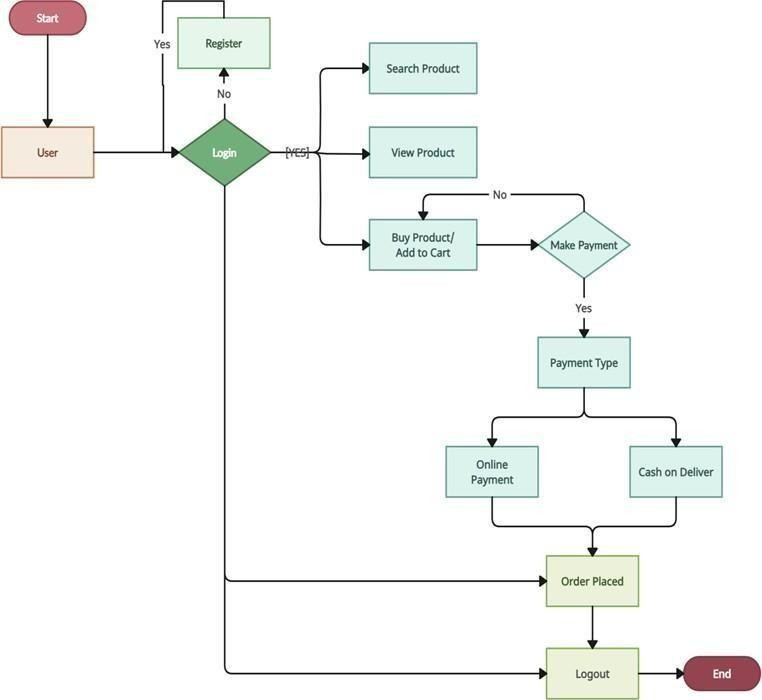 Start
Yes
Register
Search Product
No
User
Login
[YES]
View Product
No
Buy Product/
Add to Cart
Make Payment
Yes
Payment Type
Online
Payment
Cash on Deliver
Order Placed
Logout
End